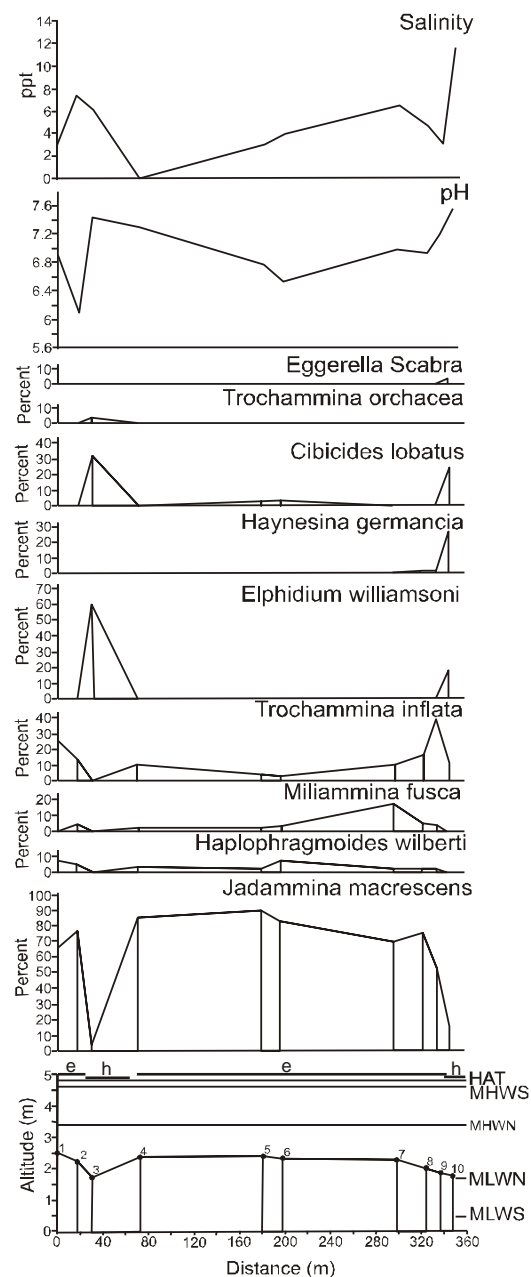 Salinity
ppt
14
12
10
8
6
4
2
0
pH
7.6
7.2
6.8
6.4
6
5.6
Eggerella Scabra
Percent
10
0
Trochammina orchacea
10
0
Cibicides lobatus
Percent
40
30
20
10
0
Haynesina germancia
Percent
30
20
10
0
Elphidium williamsoni
Percent
70
60
50
40
30
20
10
0
Trochammina inflata
Percent
40
30
20
10
0
Miliammina fusca
20
10
0
Haplophragmoides wilberti
10
0
Jadammina macrescens
Percent
100
90
80
70
60
50
40
30
20
10
0
e h e h
HAT
MHWS
MHWN
MLWN
MLWS
Altitude (m)
5
4
3
2
1
0
1 2 3 4 5 6 7 8 9 10
0 40 80 120 160 200 240 280 320 360
Distance (m)